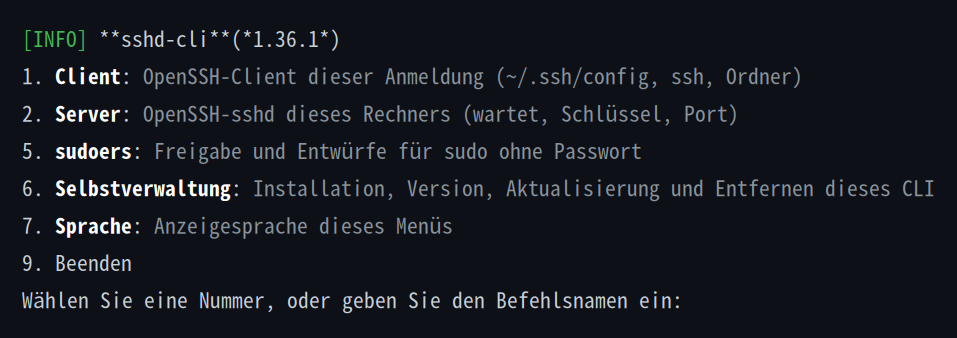 [INFO] **sshd-cli**(*1.36.1*)
1. Client: OpenSSH-Client dieser Anmeldung (~/.ssh/config, ssh, Ordner)
2. Server: OpenSSH-sshd dieses Rechners (wartet, Schlüssel, Port)
5. sudoers: Freigabe und Entwürfe für sudo ohne Passwort
6. Selbstverwaltung: Installation, Version, Aktualisierung und Entfernen dieses CLI
7. Sprache: Anzeigesprache dieses Menüs
9. Beenden
Wählen Sie eine Nummer, oder geben Sie den Befehlsnamen ein: